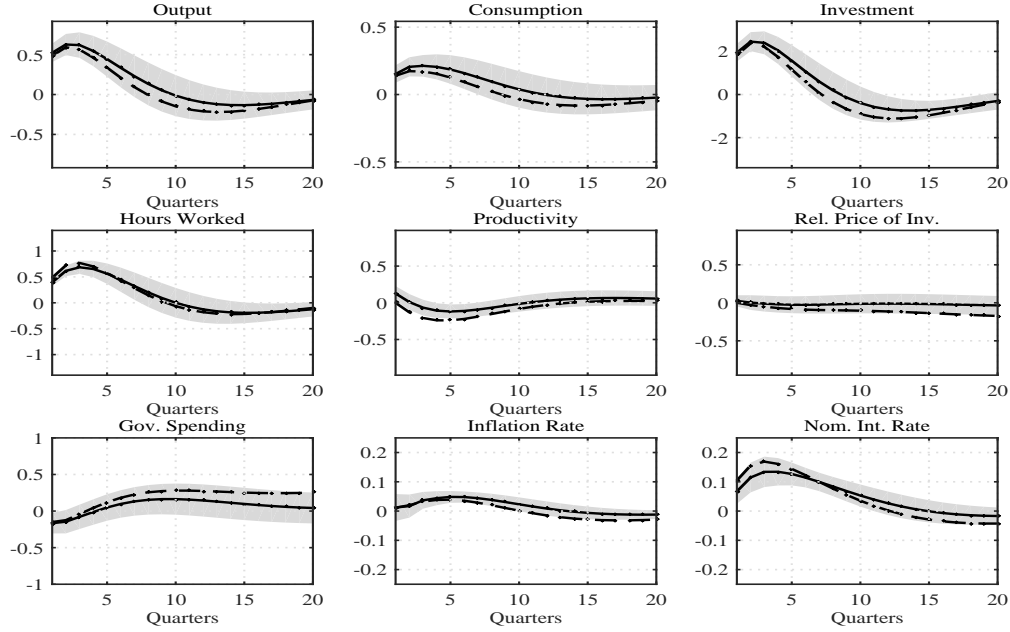 Output Consumption Investment
0.5 0 -0.5
0.5 0 -0.5
2 0 -2
5 10 15 20 5 10 15 20 5 10 15 20
Quarters Quarters Quarters
Hours Worked Productivity Rel. Price of Inv.
1 0.5 0 -0.5 -1
0.5 0 -0.5
0.5 0 -0.5
5 10 15 20 5 10 15 20 5 10 15 20
Quarters Quarters Quarters
Gov. Spending Inflation Rate Nom. Int. Rate
1 0.5 0 -0.5 -1
0.2 0.1 0 -0.1 -0.2
0.2 0.1 0 -0.1 -0.2
5 10 15 20 5 10 15 20 5 10 15 20
Quarters Quarters Quarters